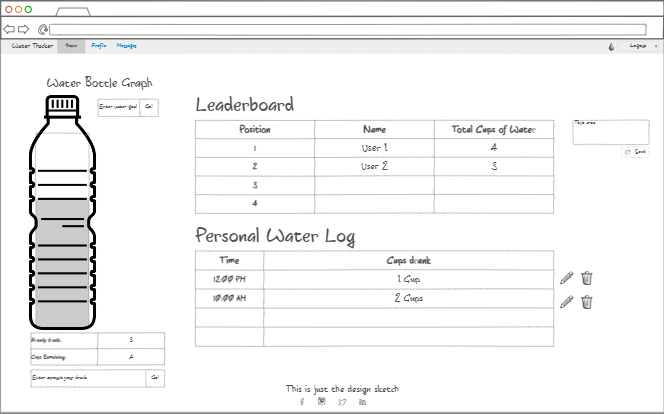 Water Tracker Home Profile Messages Logout
Water Bottle Graph
Enter water goal Go!
Leaderboard
Position Name Total Cups of Water
1 User 1 4
2 User 2 3
3
4
Text area
Send
Personal Water Log
Time Cups drank
12:00 PM 1 Cup
10:00 AM 2 Cups
Already drank:
Cups Remaining:
Enter amount you drank Go!
This is just the design sketch